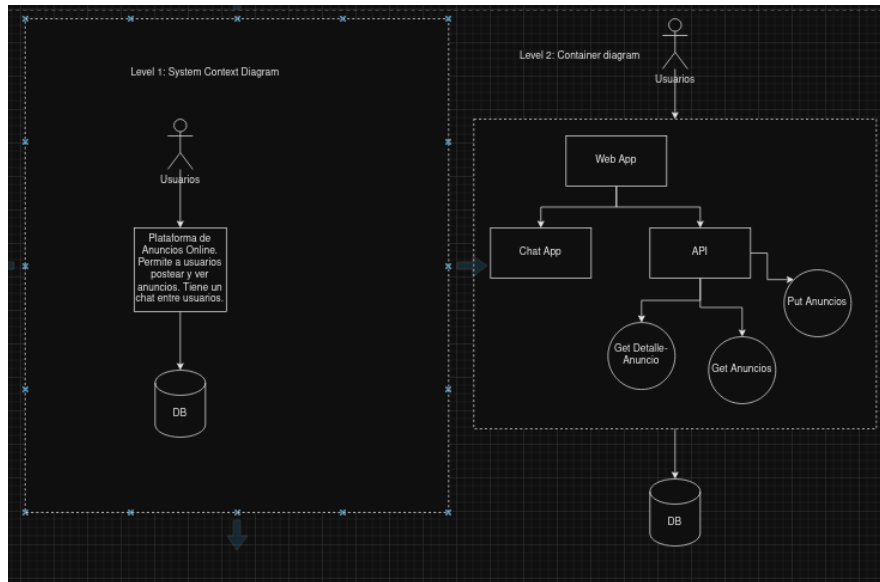 Level 1: System Context Diagram
Usuarios
Plataforma de
Anuncios Online.
Permite a usuarios
postear y ver
anuncios. Tiene un
chat entre usuarios.
DB
Level 2: Container diagram
Usuarios
Web App
Chat App
API
Put Anuncios
Get Detalle-
Anuncio
Get Anuncios
DB